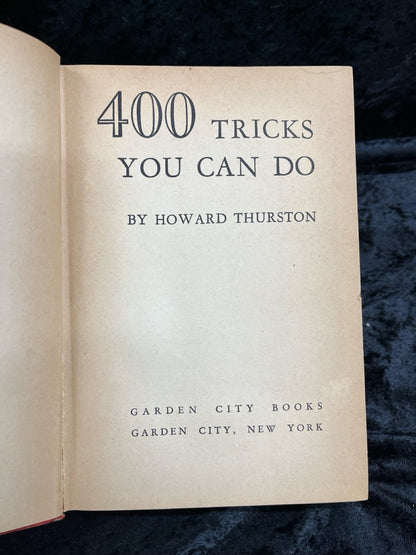 400 TRICKS
YOU CAN DO
BY HOWARD THURSTON
GARDEN CITY BOOKS
GARDEN CITY, NEW YORK